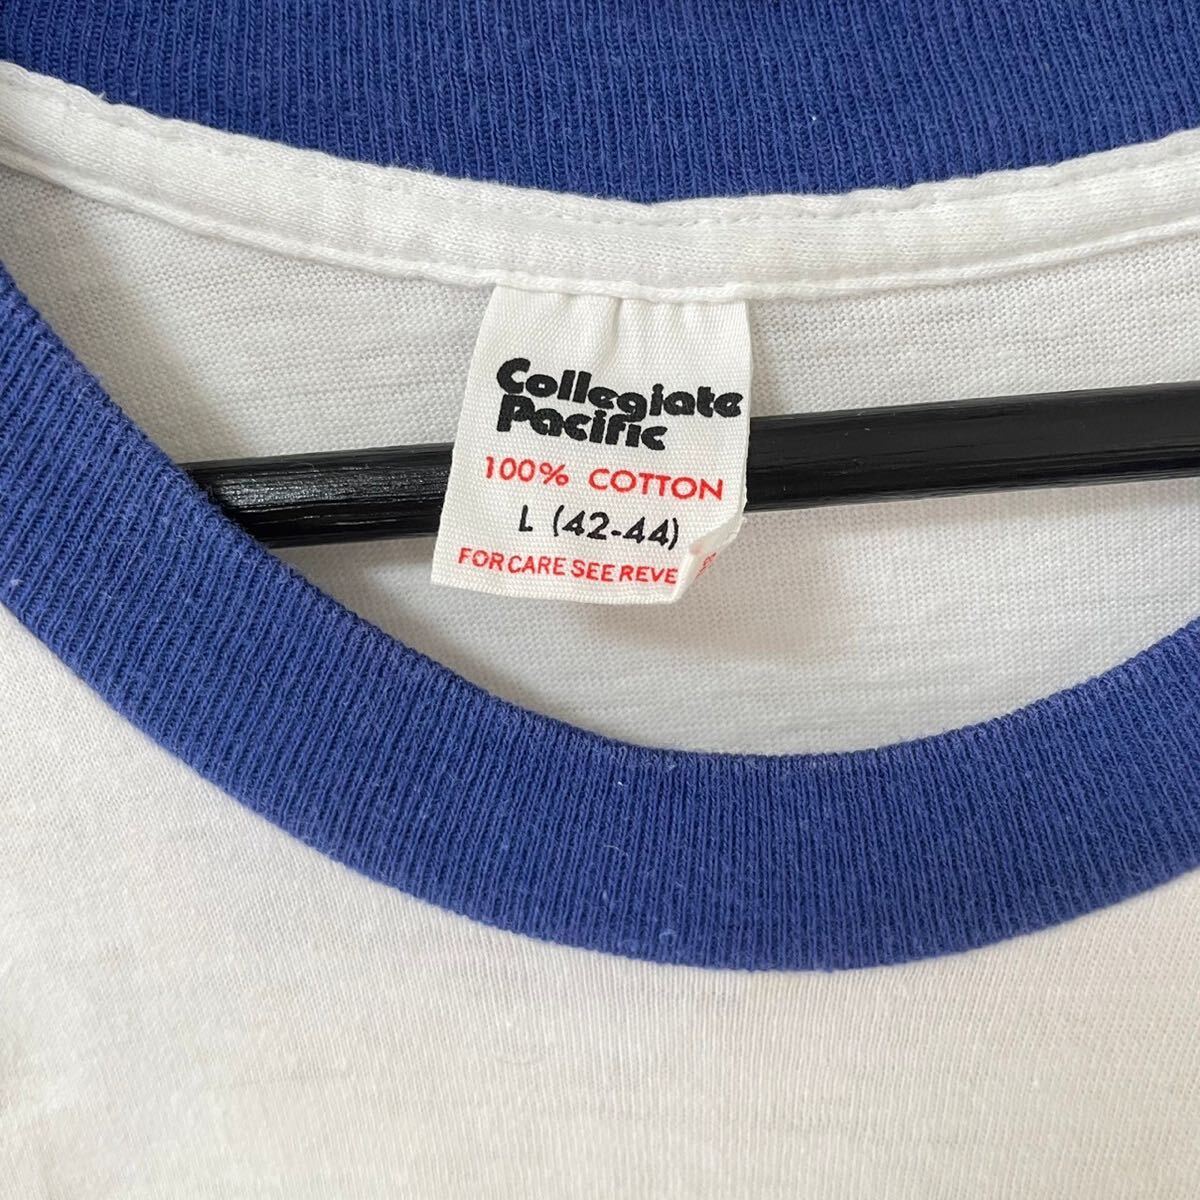 Collegiate
Pacific
100% COTTON
L (42-44)
FOR CARE SEE REVE